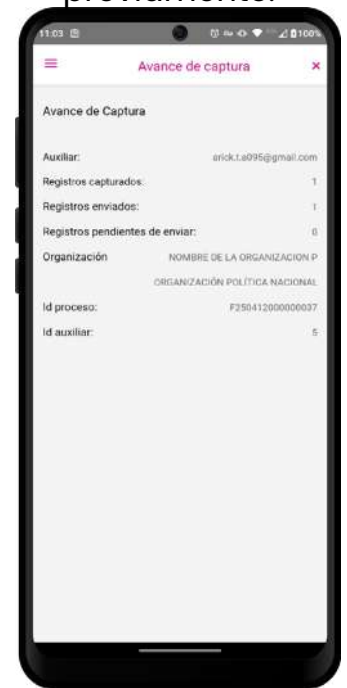 previamente.
11:03
100%
Avance de captura ×
Avance de Captura
Auxiliar: arick.t.a095@gmail.com
Registros capturados: 1
Registros enviados: 1
Registros pendientes de enviar: 0
Organización NOMBRE DE LA ORGANIZACION P
ORGANIZACIÓN POLÍTICA NACIONAL
Id proceso: F250412000000037
Id auxiliar: 5